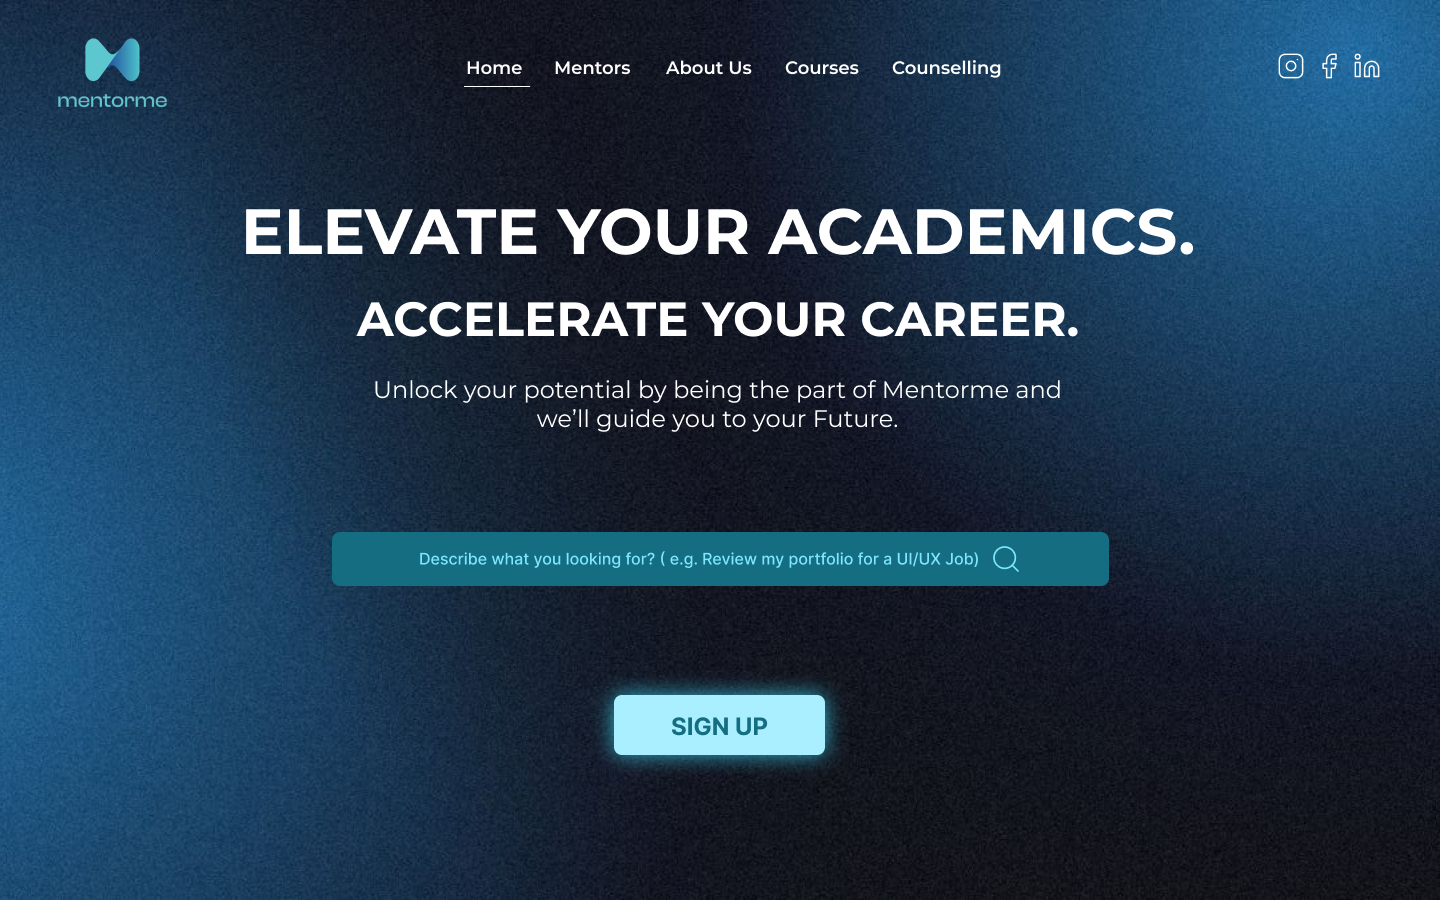 mentorme
Home Mentors About Us Courses Counselling
ELEVATE YOUR ACADEMICS.
ACCELERATE YOUR CAREER.
Unlock your potential by being the part of Mentorme and
we’ll guide you to your Future.
Describe what you looking for? ( e.g. Review my portfolio for a UI/UX Job)
SIGN UP